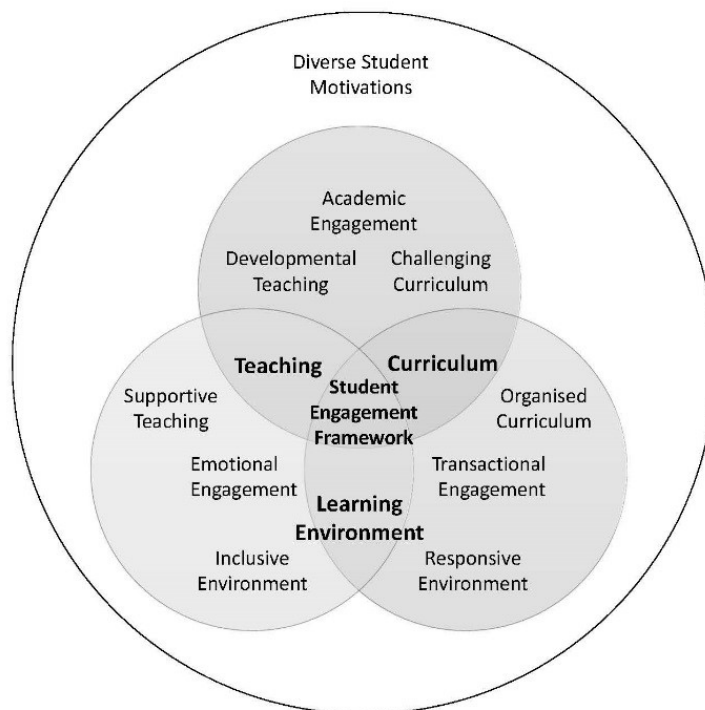 Diverse Student
Motivations
Academic
Engagement
Developmental
Teaching
Challenging
Curriculum
Teaching
Curriculum
Student
Engagement
Framework
Supportive
Teaching
Organised
Curriculum
Emotional
Engagement
Transactional
Engagement
Learning
Environment
Inclusive
Environment
Responsive
Environment